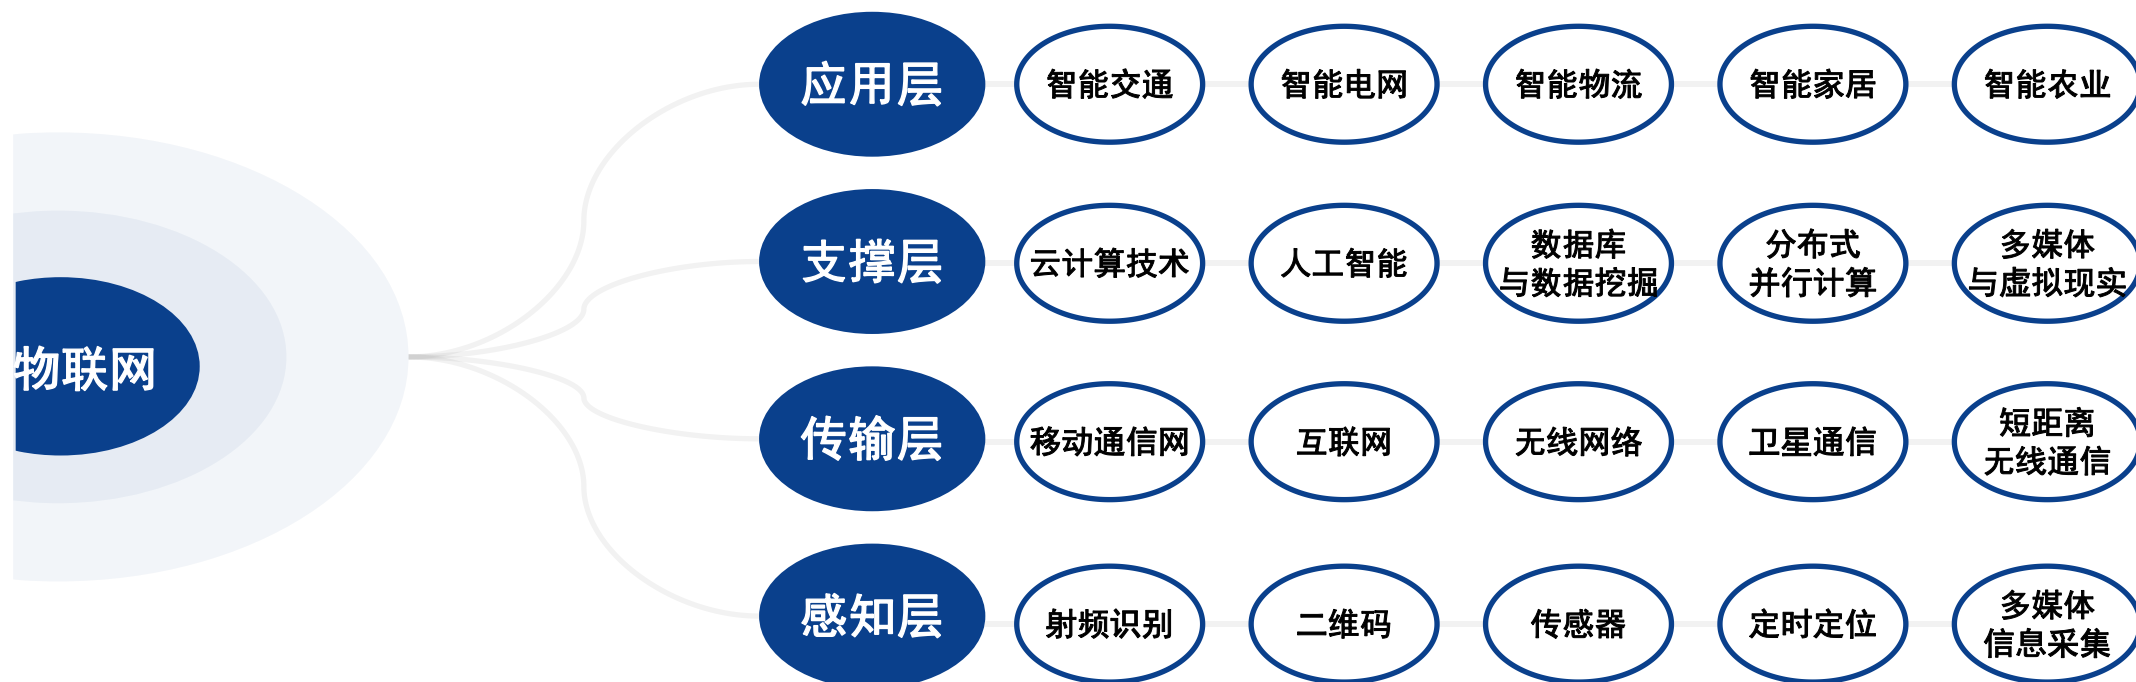 物联网
应用层
智能交通
智能电网
智能物流
智能家居
智能农业
支撑层
云计算技术
人工智能
数据库
与数据挖掘
分布式
并行计算
多媒体
与虚拟现实
传输层
移动通信网
互联网
无线网络
卫星通信
短距离
无线通信
感知层
射频识别
二维码
传感器
定时定位
多媒体
信息采集